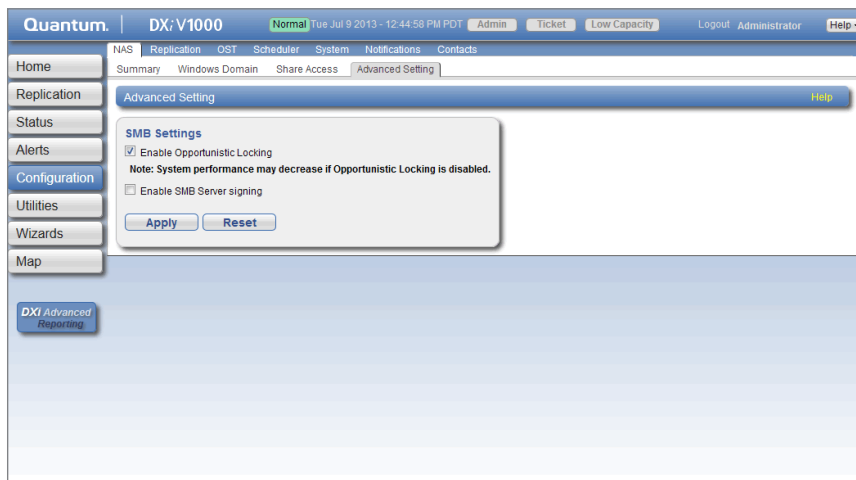 Quantum. DXi V1000 Normal Tue Jul 9 2013 - 12:44:58 PM PDT Admin Ticket Low Capacity Logout Administrator Help
NAS Replication OST Scheduler System Notifications Contacts
Summary Windows Domain Share Access Advanced Setting
Home
Replication
Status
Alerts
Configuration
Utilities
Wizards
Map
DXi Advanced
Reporting
Advanced Setting Help
SMB Settings
Enable Opportunistic Locking
Note: System performance may decrease if Opportunistic Locking is disabled.
Enable SMB Server signing
Apply Reset